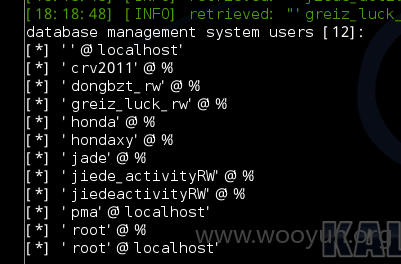 [18:18:48] [INFO] retrieved: "'greiz_luck_
database management system users [12]:
[*] ''@localhost'
[*] 'crv2011'@%
[*] 'dongbzt_rw'@%
[*] 'greiz_luck_rw'@%
[*] 'honda'@%
[*] 'hondaxy'@%
[*] 'jade'@%
[*] 'jiede_activityRW'@%
[*] 'jiedeactivityRW'@%
[*] 'pma'@localhost'
[*] 'root'@%
[*] 'root'@localhost'
www.wooyun.org
KAL